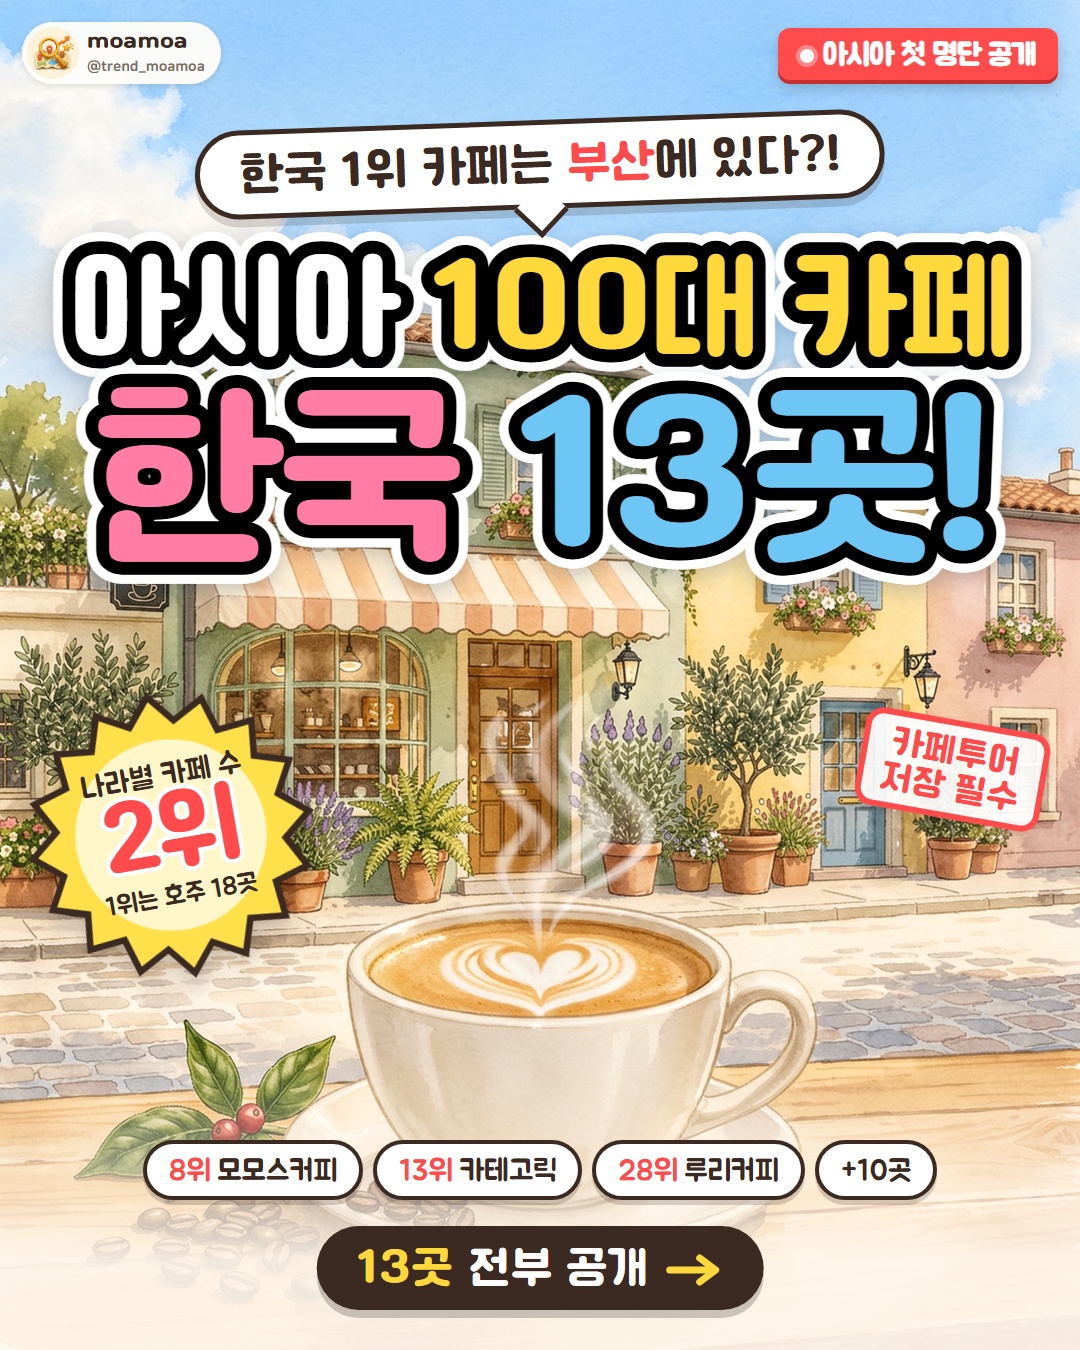 moamoa
@trend_moamoa
아시아 첫 명단 공개
한국 1위 카페는 부산에 있다?!
아시아 100대 카페
한국 13곳!
나라별 카페 수
2위
1위는 호주 18곳
카페투어
저장 필수
8위 모모스커피
13위 카테고릭
28위 루리커피
+10곳
13곳 전부 공개 →